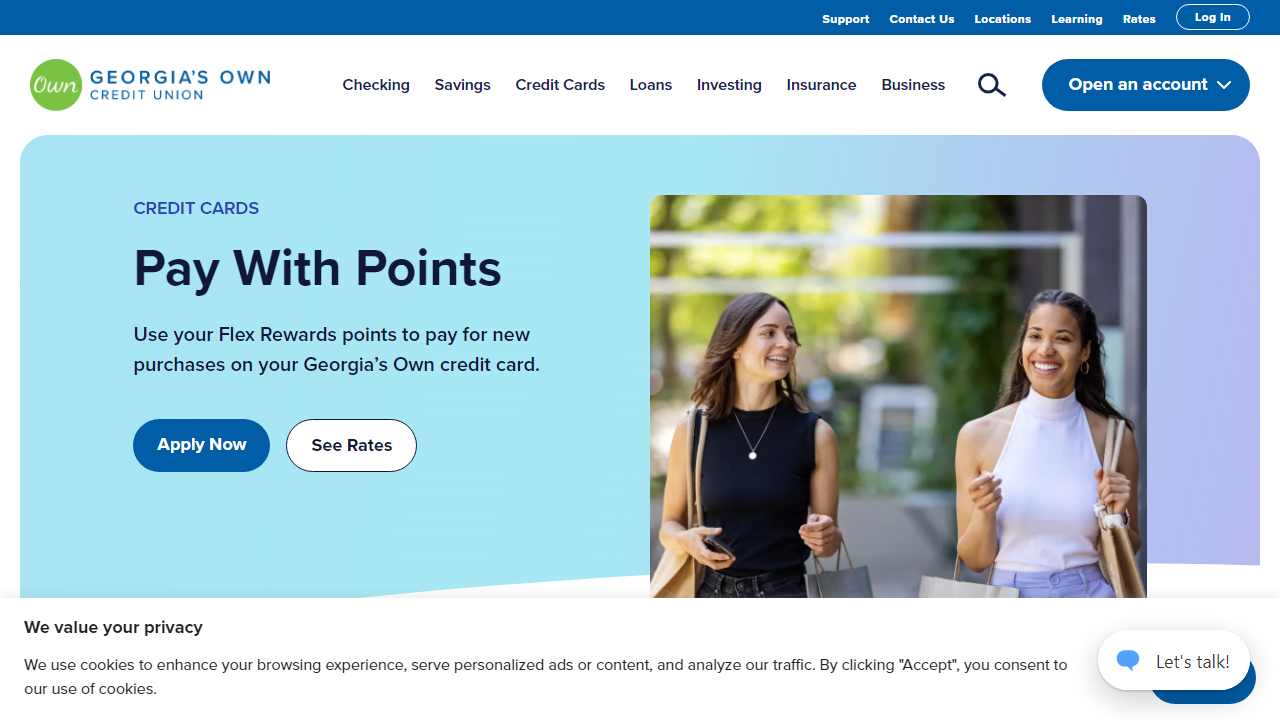 Support Contact Us Locations Learning Rates Log In
Own GEORGIA'S OWN
CREDIT UNION
Checking Savings Credit Cards Loans Investing Insurance Business Open an account
CREDIT CARDS
Pay With Points
Use your Flex Rewards points to pay for new
purchases on your Georgia’s Own credit card.
Apply Now See Rates
We value your privacy
We use cookies to enhance your browsing experience, serve personalized ads or content, and analyze our traffic. By clicking "Accept", you consent to
our use of cookies.
Let's talk!